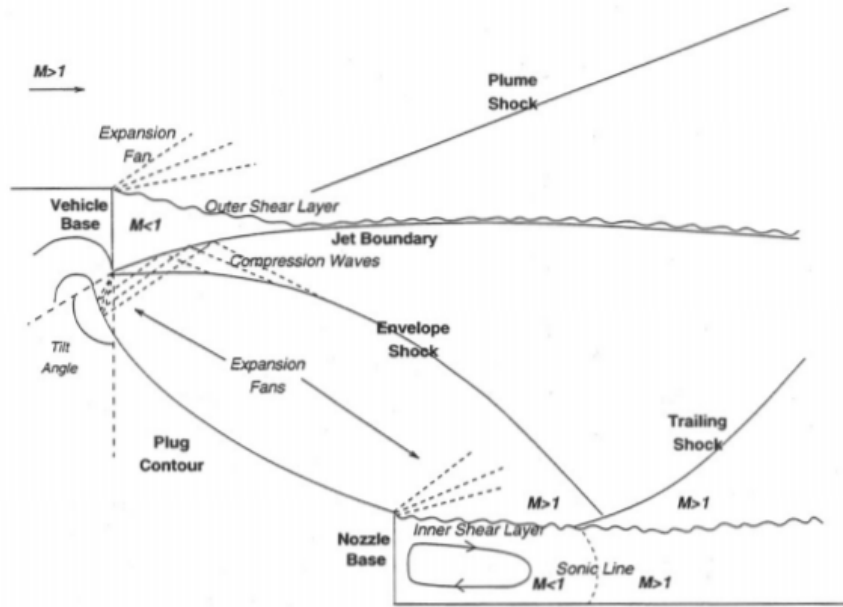 M>1
Plume
Shock
Expansion
Fan
Vehicle
Base
M<1
Outer Shear Layer
Jet Boundary
Compression Waves
Envelope
Shock
Tilt
Angle
Expansion
Fans
Plug
Contour
Trailing
Shock
M>1
M>1
Inner Shear Layer
Nozzle
Base
Sonic Line
M<1
M>1